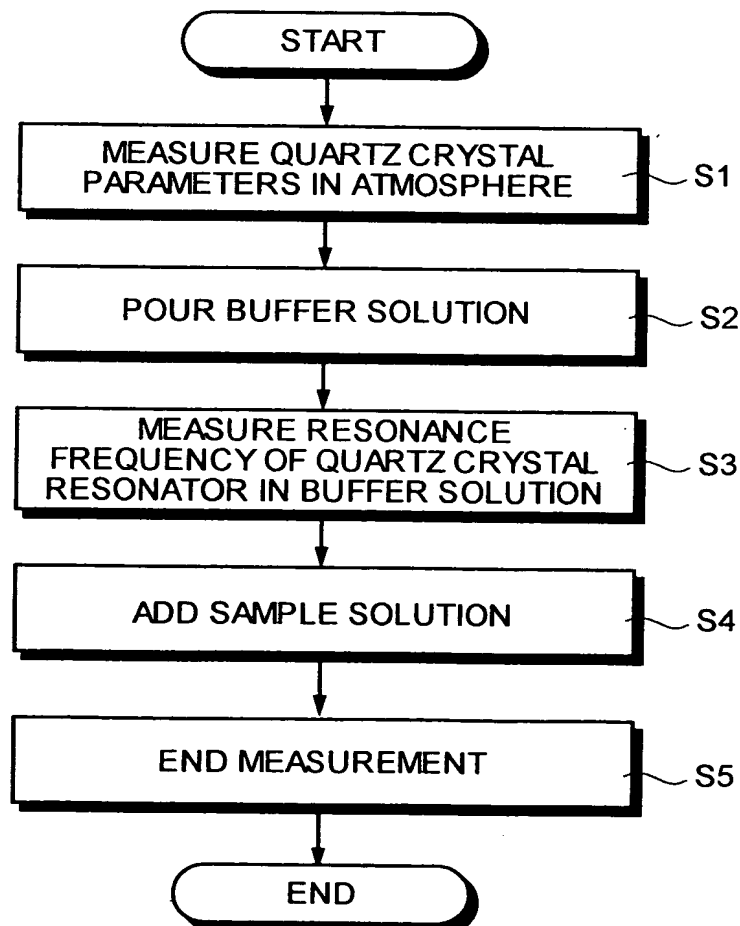 START
MEASURE QUARTZ CRYSTAL
PARAMETERS IN ATMOSPHERE
S1
POUR BUFFER SOLUTION
S2
MEASURE RESONANCE
FREQUENCY OF QUARTZ CRYSTAL
RESONATOR IN BUFFER SOLUTION
S3
ADD SAMPLE SOLUTION
S4
END MEASUREMENT
S5
END